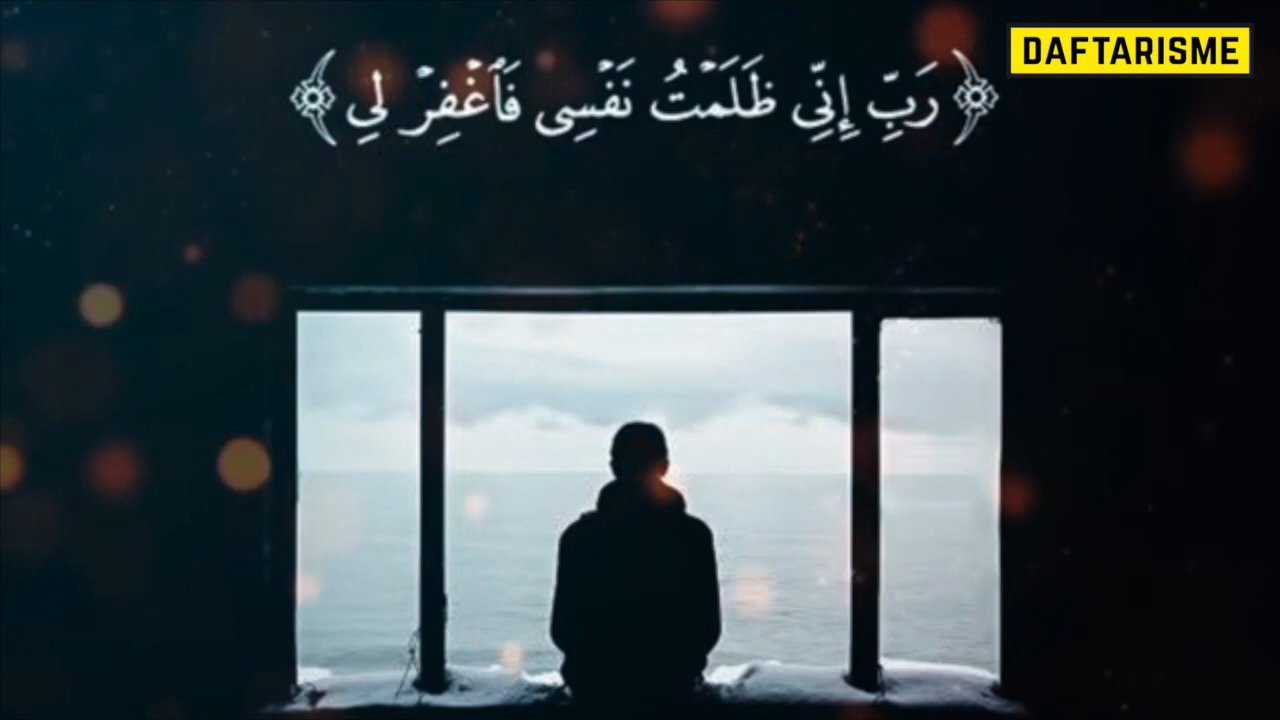 DAFTARISME
﴿رَبِّ إِنِّى ظَلَمۡتُ نَفۡسِى فَٱغۡفِرۡ لِي﴾